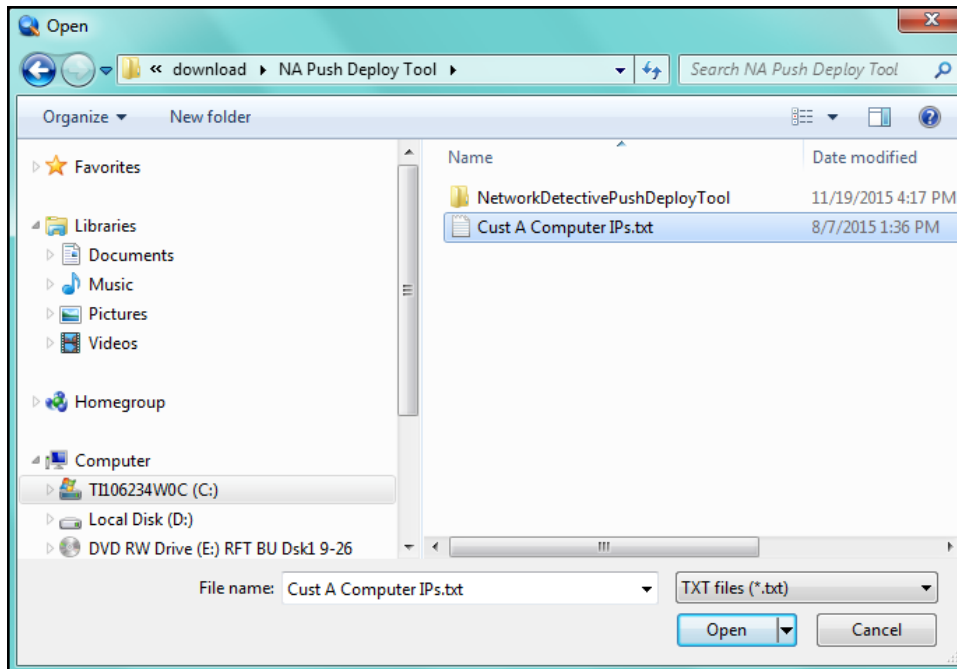 Open
« download ▸ NA Push Deploy Tool ▸ Search NA Push Deploy Tool
Organize New folder
Favorites
Libraries
Documents
Music
Pictures
Videos
Homegroup
Computer
TI106234W0C (C:)
Local Disk (D:)
DVD RW Drive (E:) RFT BU Dsk1 9-26
Name Date modified
NetworkDetectivePushDeployTool 11/19/2015 4:17 PM
Cust A Computer IPs.txt 8/7/2015 1:36 PM
File name: Cust A Computer IPs.txt TXT files (*.txt)
Open Cancel